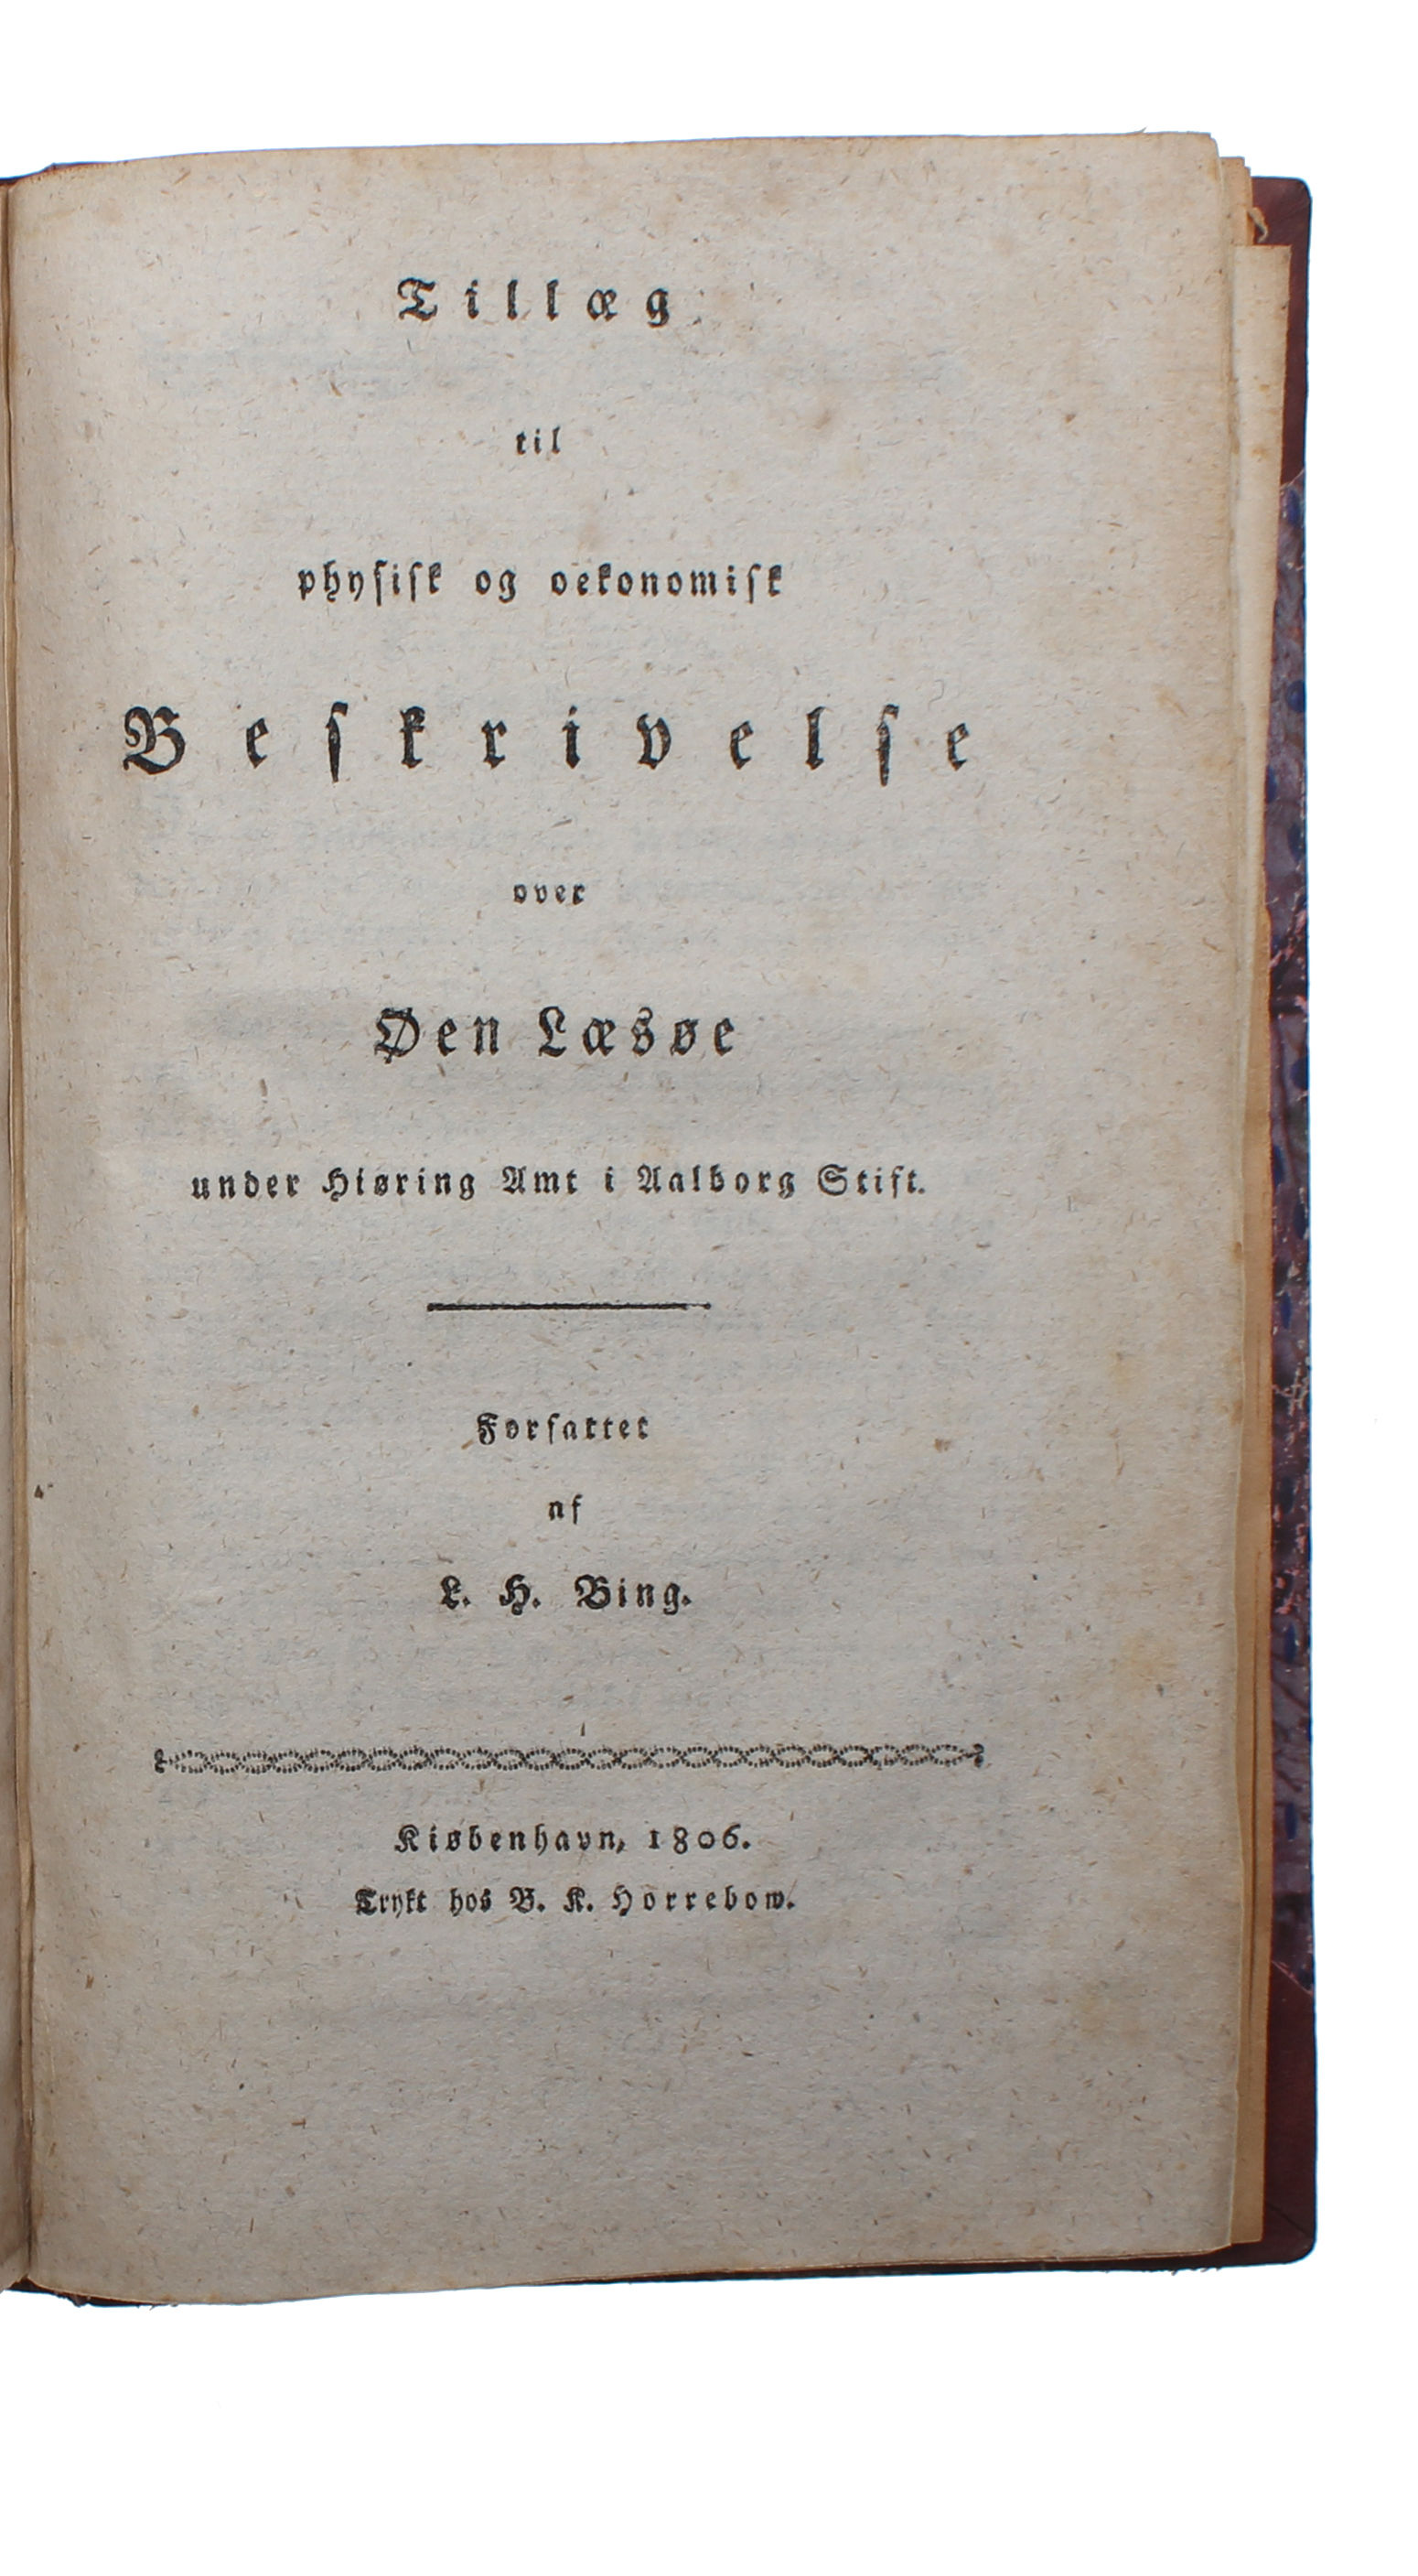 Tillæg
til
physisk og oekonomisk
Beskrivelse
over
Øen Læsøe
under Hiøring Amt i Aalborg Stift.
Forfattet
af
L. H. Bing.
Kiøbenhavn, 1806.
Trykt hos B. K. Horrebow.